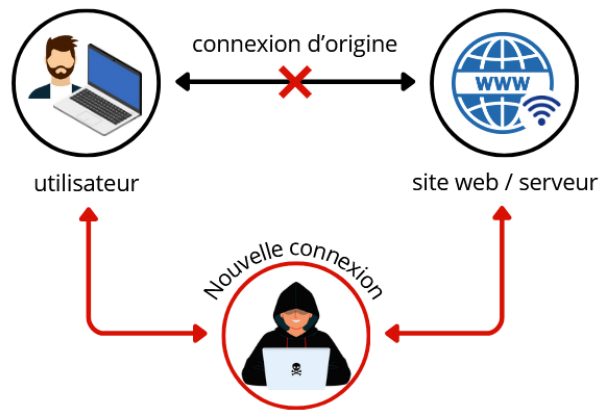 connexion d'origine
www
utilisateur
site web / serveur
Nouvelle connexion